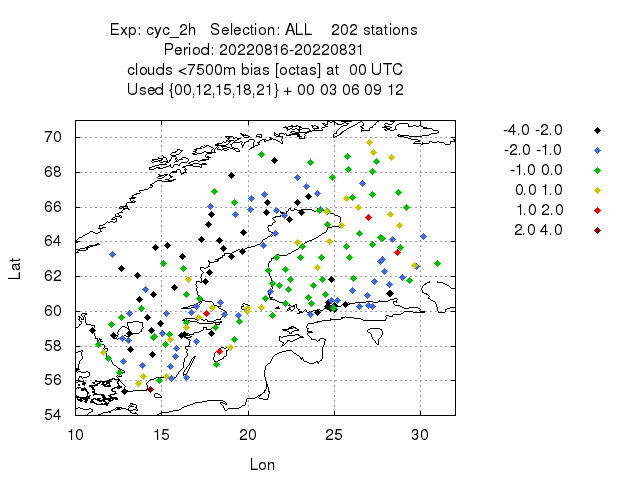 Exp: cyc_2h   Selection: ALL    202 stations
Period: 20220816-20220831
clouds <7500m bias [octas] at  00 UTC
Used {00,12,15,18,21} + 00 03 06 09 12
70
68
66
64
62
60
58
56
54
10 15 20 25 30
Lat
Lon
-4.0 -2.0
-2.0 -1.0
-1.0 0.0
0.0 1.0
1.0 2.0
2.0 4.0